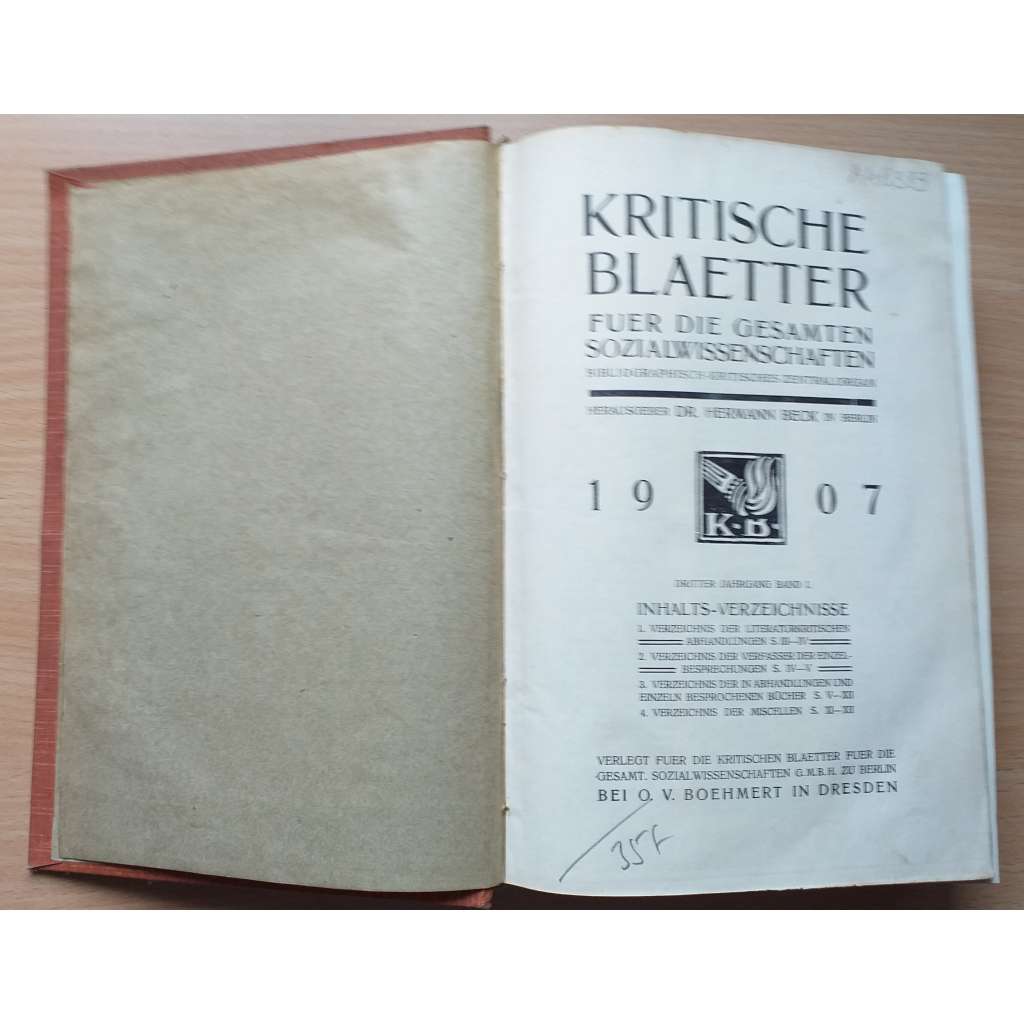 KRITISCHE
BLAETTER
FUER DIE GESAMTEN
SOZIALWISSENSCHAFTEN
BIBLIOGRAPHISCH-KRITISCHES ZENTRALORGAN
HERAUSGEBER DR. HERMANN BECK IN BERLIN
19 07
K·B·
DRITTER JAHRGANG BAND
INHALTS-VERZEICHNISSE
1. VERZEICHNIS DER LITERATURKRITISCHEN
ABHANDLUNGEN S. III—IV
2. VERZEICHNIS DER VERFASSER DER EINZEL-
BESPRECHUNGEN S. IV—V
3. VERZEICHNIS DER IN ABHANDLUNGEN UND
EINZELN BESPROCHENEN BÜCHER S. V—XII
4. VERZEICHNIS DER MISCELLEN S. XI—XII
VERLEGT FUER DIE KRITISCHEN BLAETTER FUER DIE
GESAMT. SOZIALWISSENSCHAFTEN G.M.B.H. ZU BERLIN
BEI O. V. BOEHMERT IN DRESDEN